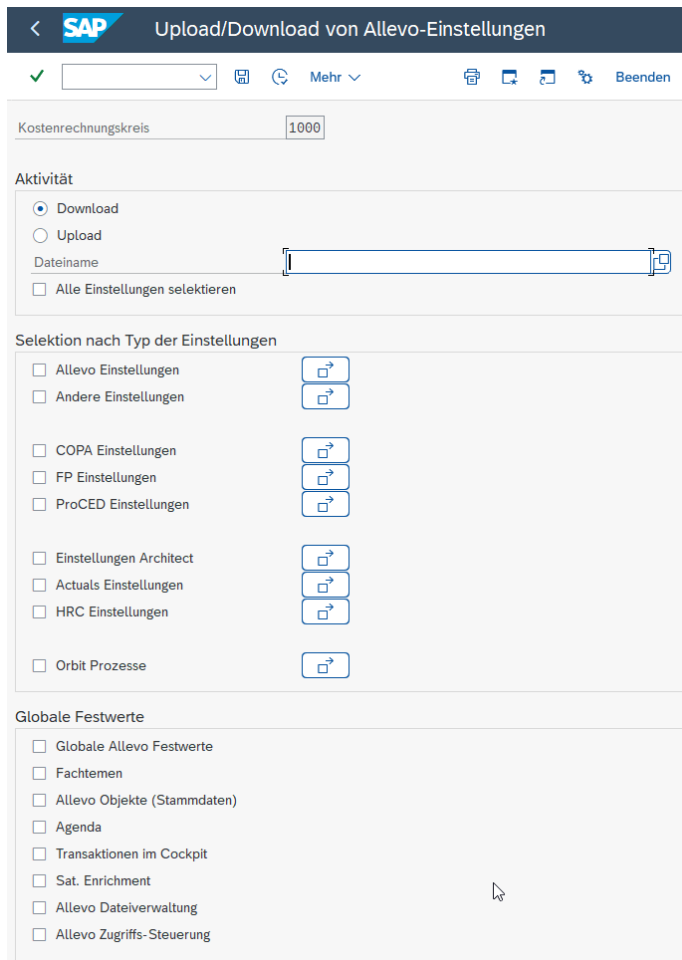 SAP Upload/Download von Allevo-Einstellungen
Mehr Beenden
Kostenrechnungskreis 1000
Aktivität
Download
Upload
Dateiname
Alle Einstellungen selektieren
Selektion nach Typ der Einstellungen
Allevo Einstellungen
Andere Einstellungen
COPA Einstellungen
FP Einstellungen
ProCED Einstellungen
Einstellungen Architect
Actuals Einstellungen
HRC Einstellungen
Orbit Prozesse
Globale Festwerte
Globale Allevo Festwerte
Fachtemen
Allevo Objekte (Stammdaten)
Agenda
Transaktionen im Cockpit
Sat. Enrichment
Allevo Dateiverwaltung
Allevo Zugriffs-Steuerung